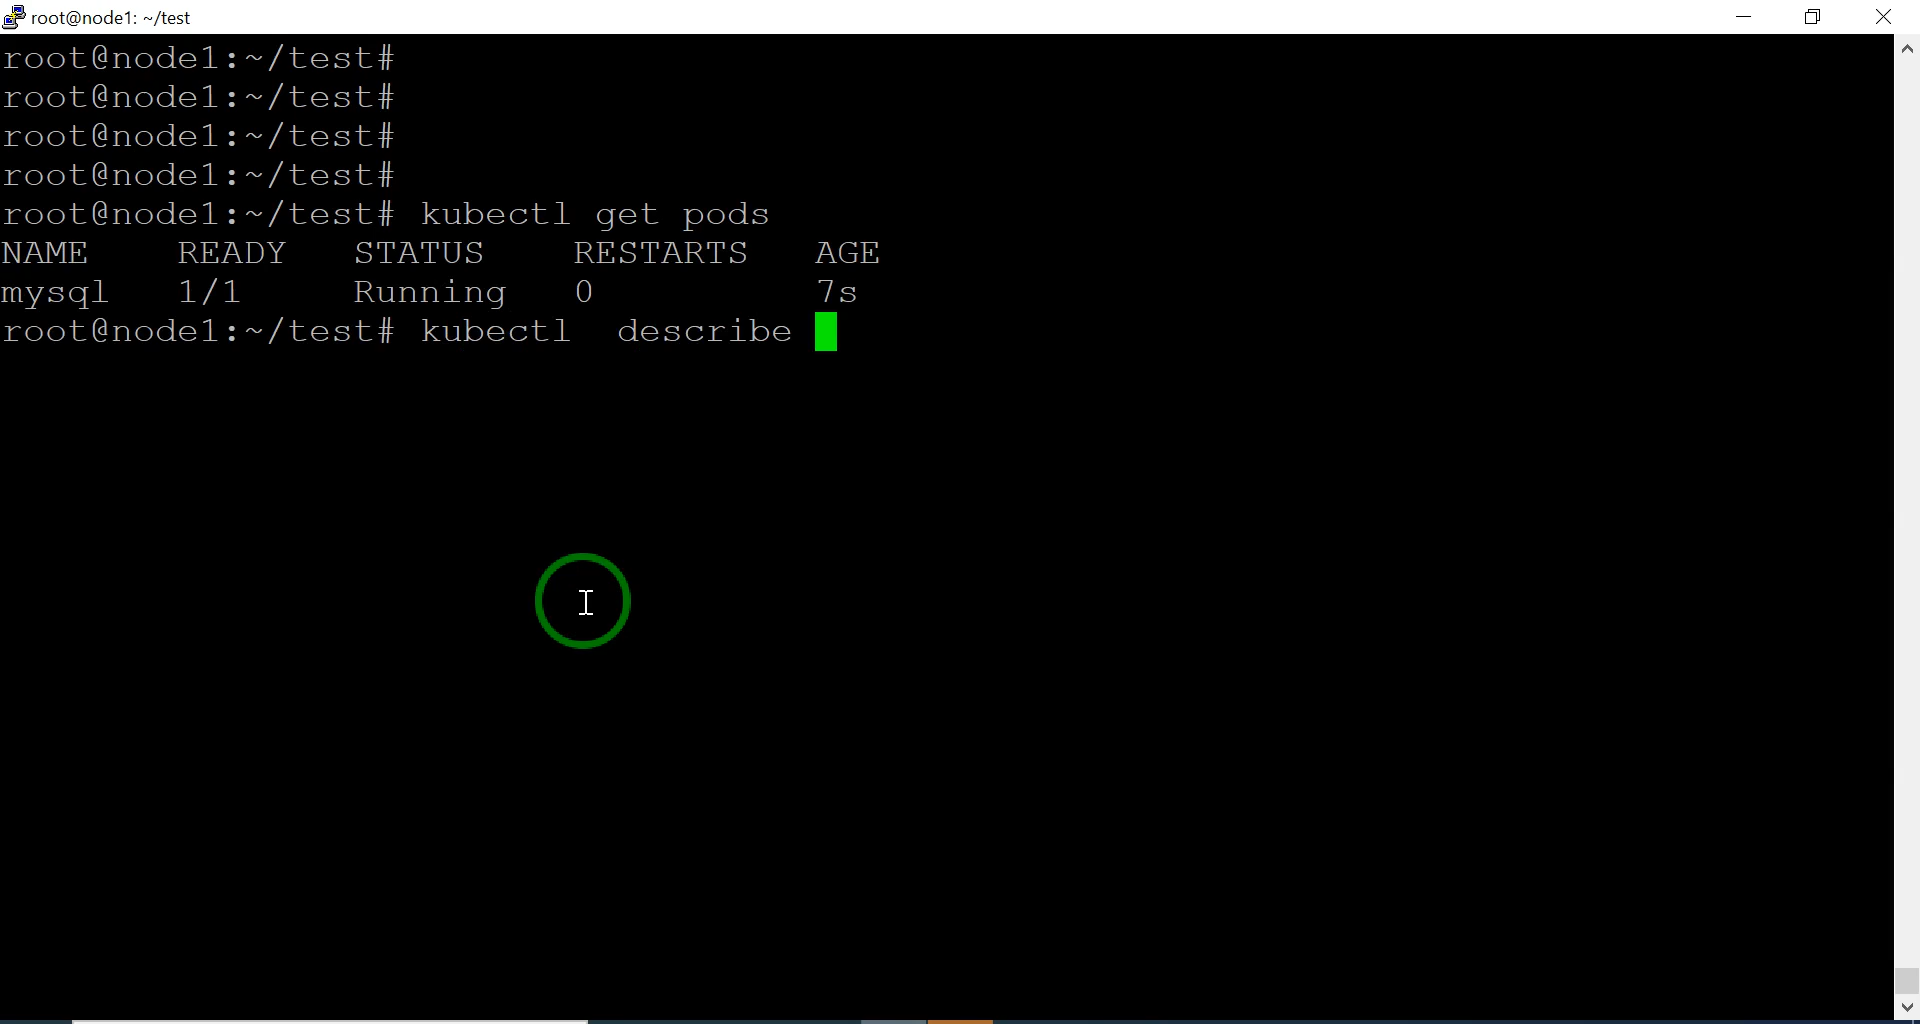 root@node1: ~/test
root@node1:~/test#
root@node1:~/test#
root@node1:~/test#
root@node1:~/test#
root@node1:~/test# kubectl get pods
NAME    READY   STATUS    RESTARTS   AGE
mysql   1/1     Running   0          7s
root@node1:~/test# kubectl  describe